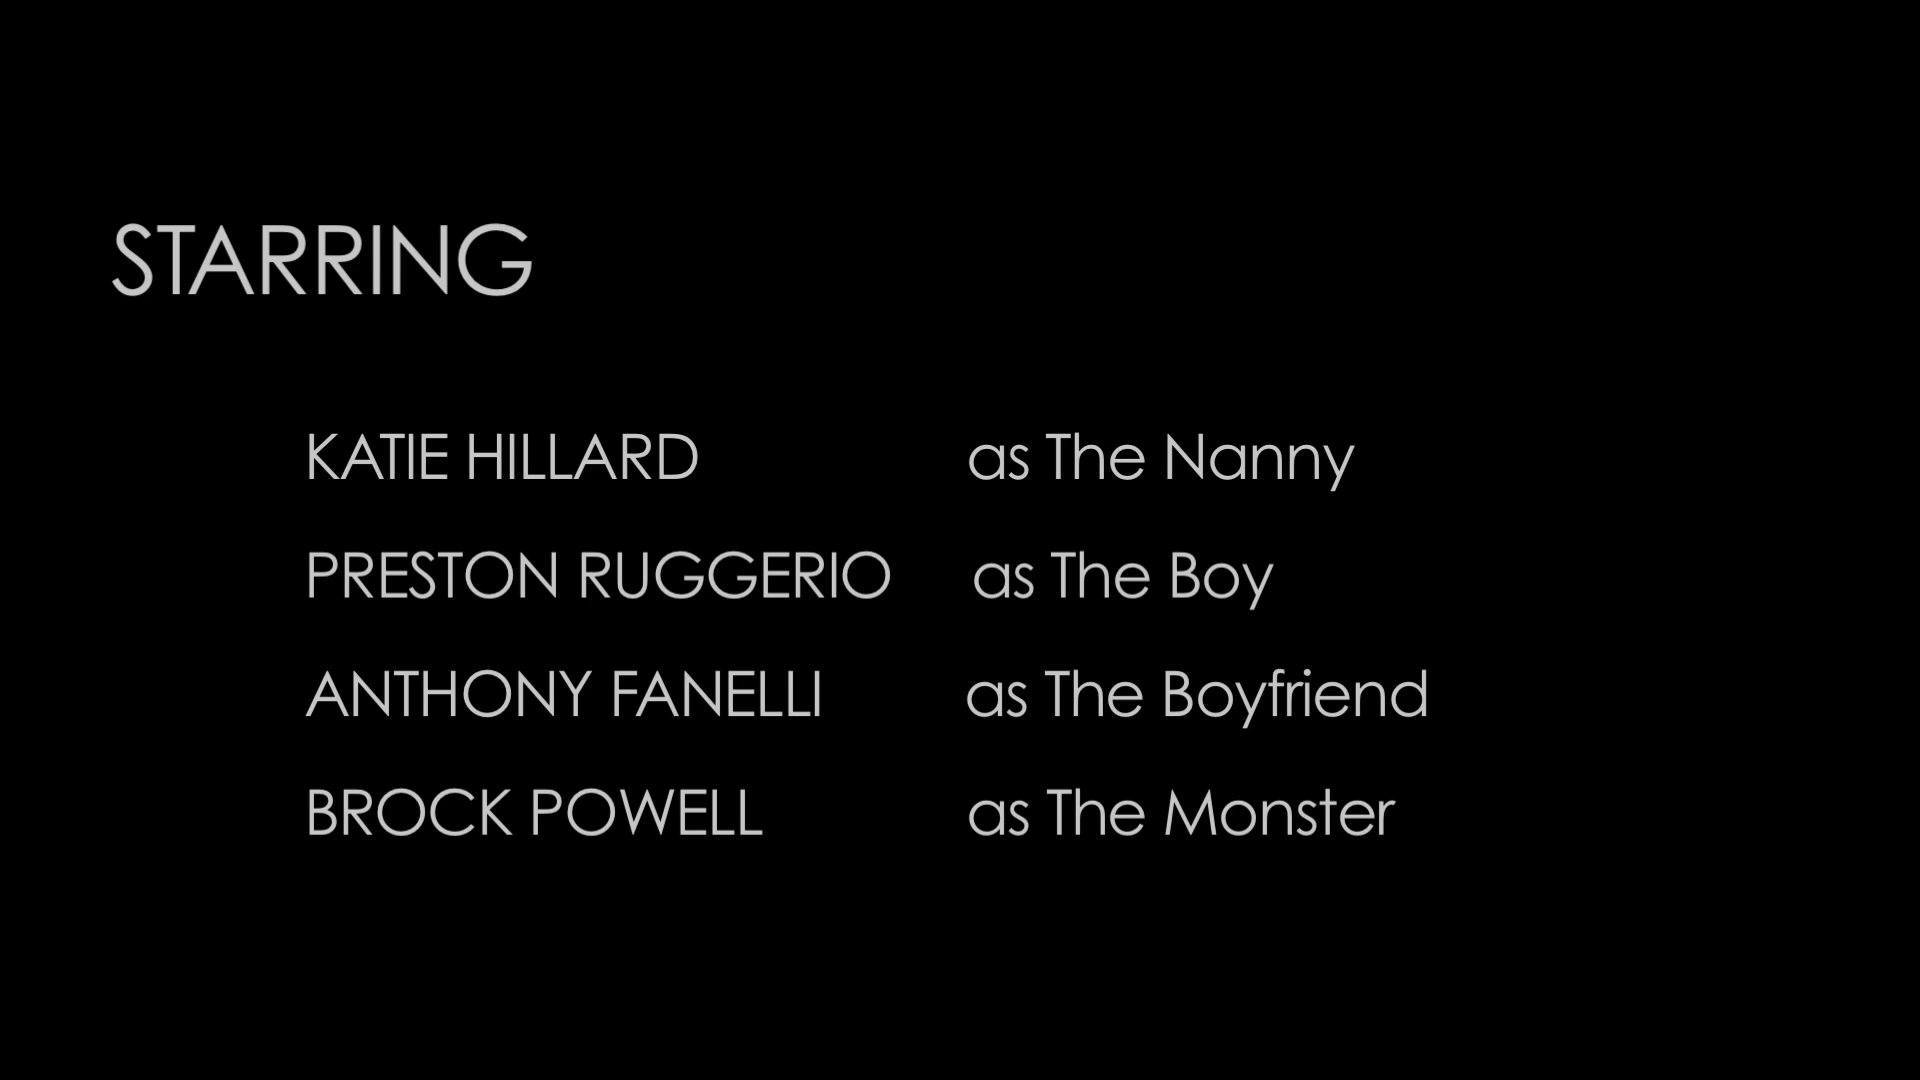 STARRING
KATIE HILLARD as The Nanny
PRESTON RUGGERIO as The Boy
ANTHONY FANELLI as The Boyfriend
BROCK POWELL as The Monster